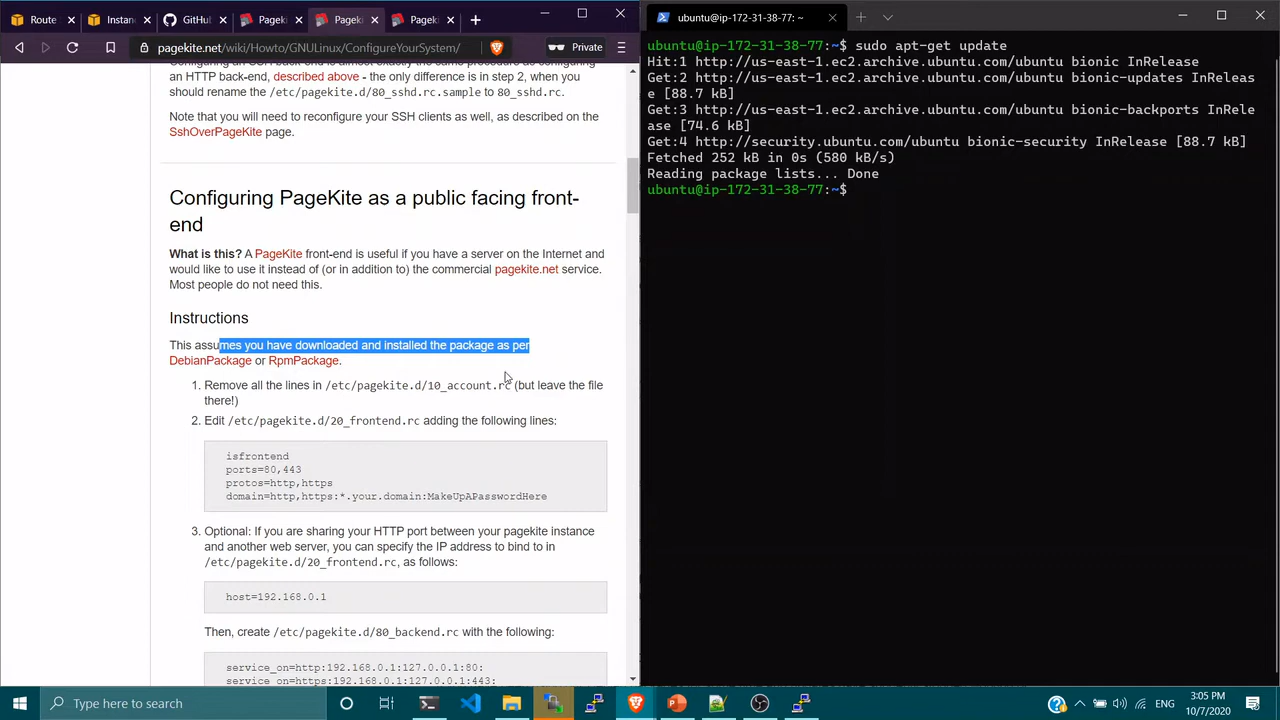 Route
Instanc
GitHUl
Pageki
Pageki
Pageki
pagekite.net/wiki/Howto/GNULinux/ConfigureYourSystem/
Private
an HTTP back-end, described above - the only difference is in step 2, when you
should rename the /etc/pagekite.d/80_sshd.rc.sample to 80_sshd.rc.
Note that you will need to reconfigure your SSH clients as well, as described on the
SshOverPageKite page.
Configuring PageKite as a public facing front-
end
What is this? A PageKite front-end is useful if you have a server on the Internet and
would like to use it instead of (or in addition to) the commercial pagekite.net service.
Most people do not need this.
Instructions
This assumes you have downloaded and installed the package as per
DebianPackage or RpmPackage.
1. Remove all the lines in /etc/pagekite.d/10_account.rc (but leave the file
there!)
2. Edit /etc/pagekite.d/20_frontend.rc adding the following lines:
isfrontend
ports=80,443
protos=http,https
domain=http,https:*.your.domain:MakeUpAPasswordHere
3. Optional: If you are sharing your HTTP port between your pagekite instance
and another web server, you can specify the IP address to bind to in
/etc/pagekite.d/20_frontend.rc, as follows:
host=192.168.0.1
Then, create /etc/pagekite.d/80_backend.rc with the following:
service_on=http:192.168.0.1:127.0.0.1:80:
service_on=https:192.168.0.1:127.0.0.1:443:
ubuntu@ip-172-31-38-77: ~
ubuntu@ip-172-31-38-77:~$ sudo apt-get update
Hit:1 http://us-east-1.ec2.archive.ubuntu.com/ubuntu bionic InRelease
Get:2 http://us-east-1.ec2.archive.ubuntu.com/ubuntu bionic-updates InReleas
e [88.7 kB]
Get:3 http://us-east-1.ec2.archive.ubuntu.com/ubuntu bionic-backports InRele
ase [74.6 kB]
Get:4 http://security.ubuntu.com/ubuntu bionic-security InRelease [88.7 kB]
Fetched 252 kB in 0s (580 kB/s)
Reading package lists... Done
ubuntu@ip-172-31-38-77:~$
Type here to search
ENG
3:05 PM
10/7/2020